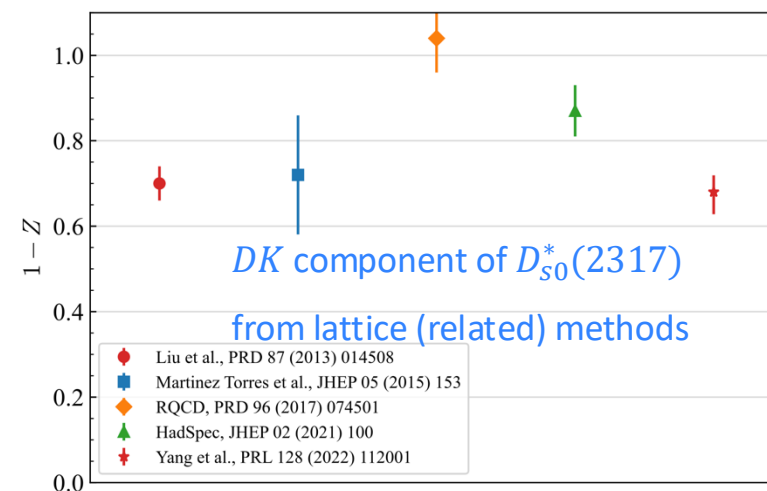 1.0
0.8
0.6
0.4
0.2
0.0
1 − Z
DK component of D*s0(2317)
from lattice (related) methods
Liu et al., PRD 87 (2013) 014508
Martinez Torres et al., JHEP 05 (2015) 153
RQCD, PRD 96 (2017) 074501
HadSpec, JHEP 02 (2021) 100
Yang et al., PRL 128 (2022) 112001